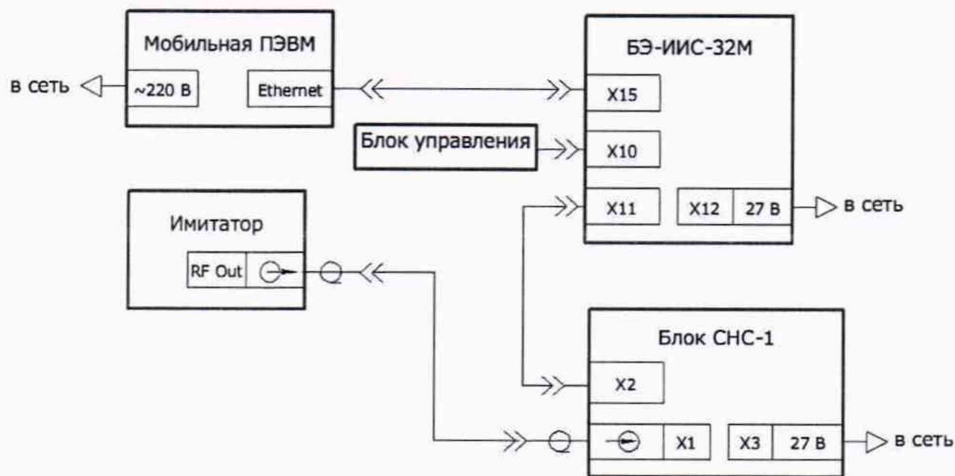 Мобильная ПЭВМ
в сеть
~220 В
Ethernet
БЭ-ИИС-32М
X15
Блок управления
X10
X11
X12
27 В
в сеть
Имитатор
RF Out
Блок СНС-1
X2
X1
X3
27 В
в сеть